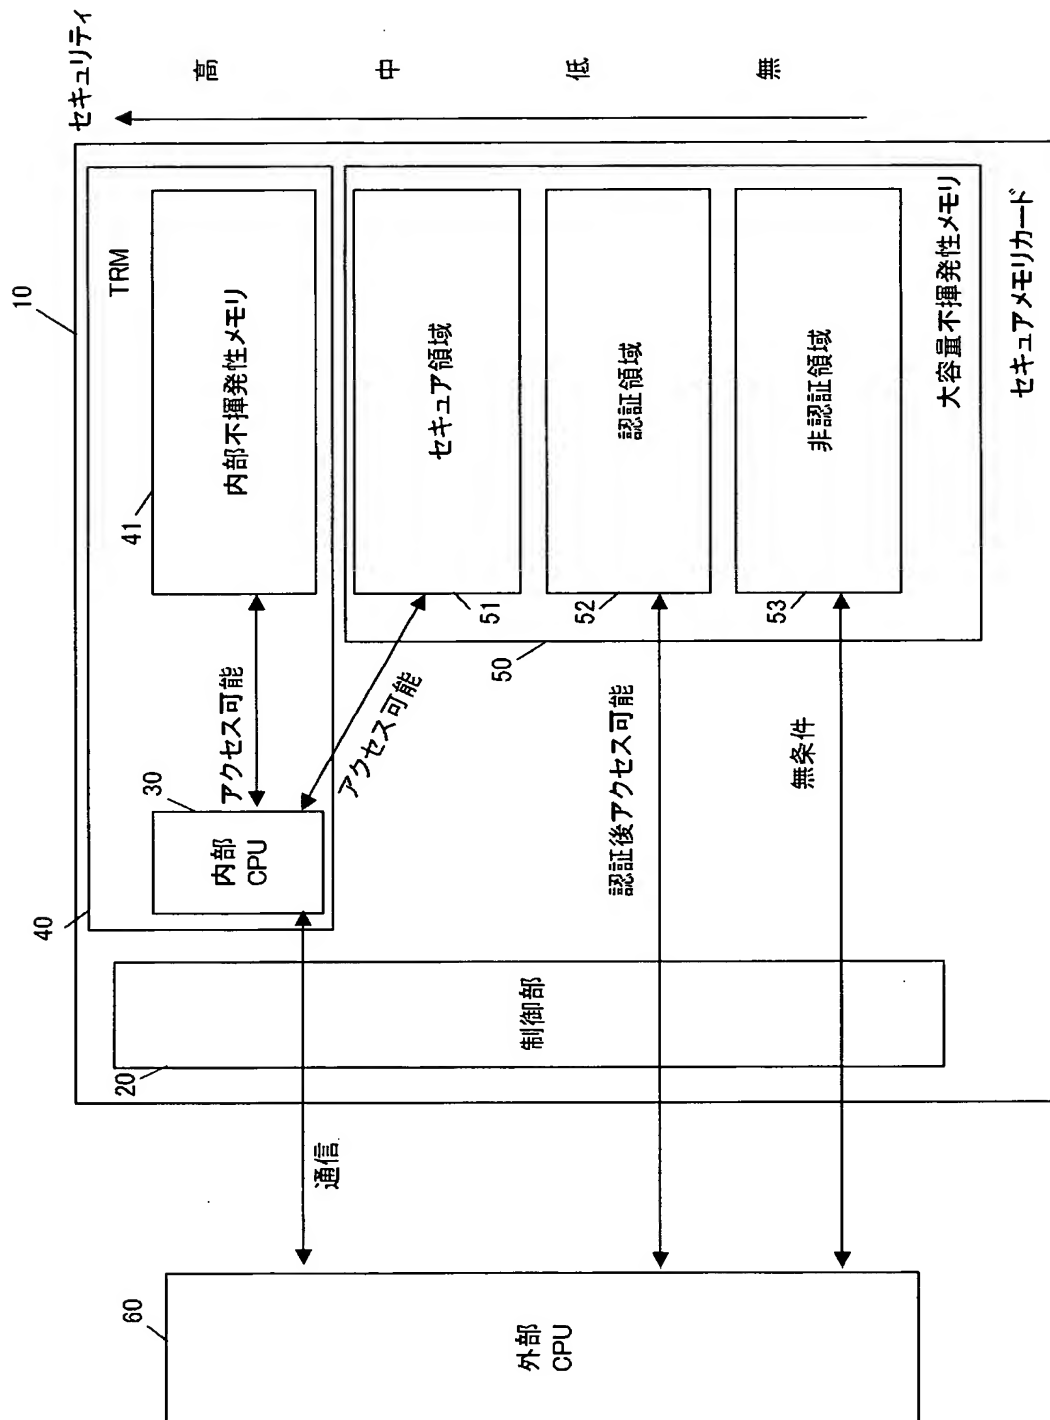 セキュリティ
高
中
低
無
10
TRM
41
内部不揮発性メモリ
アクセス可能
30
内部
CPU
40
セキュア領域
51
アクセス可能
認証領域
52
認証後アクセス可能
非認証領域
53
無条件
50
大容量不揮発性メモリ
セキュアメモリカード
制御部
20
通信
60
外部
CPU